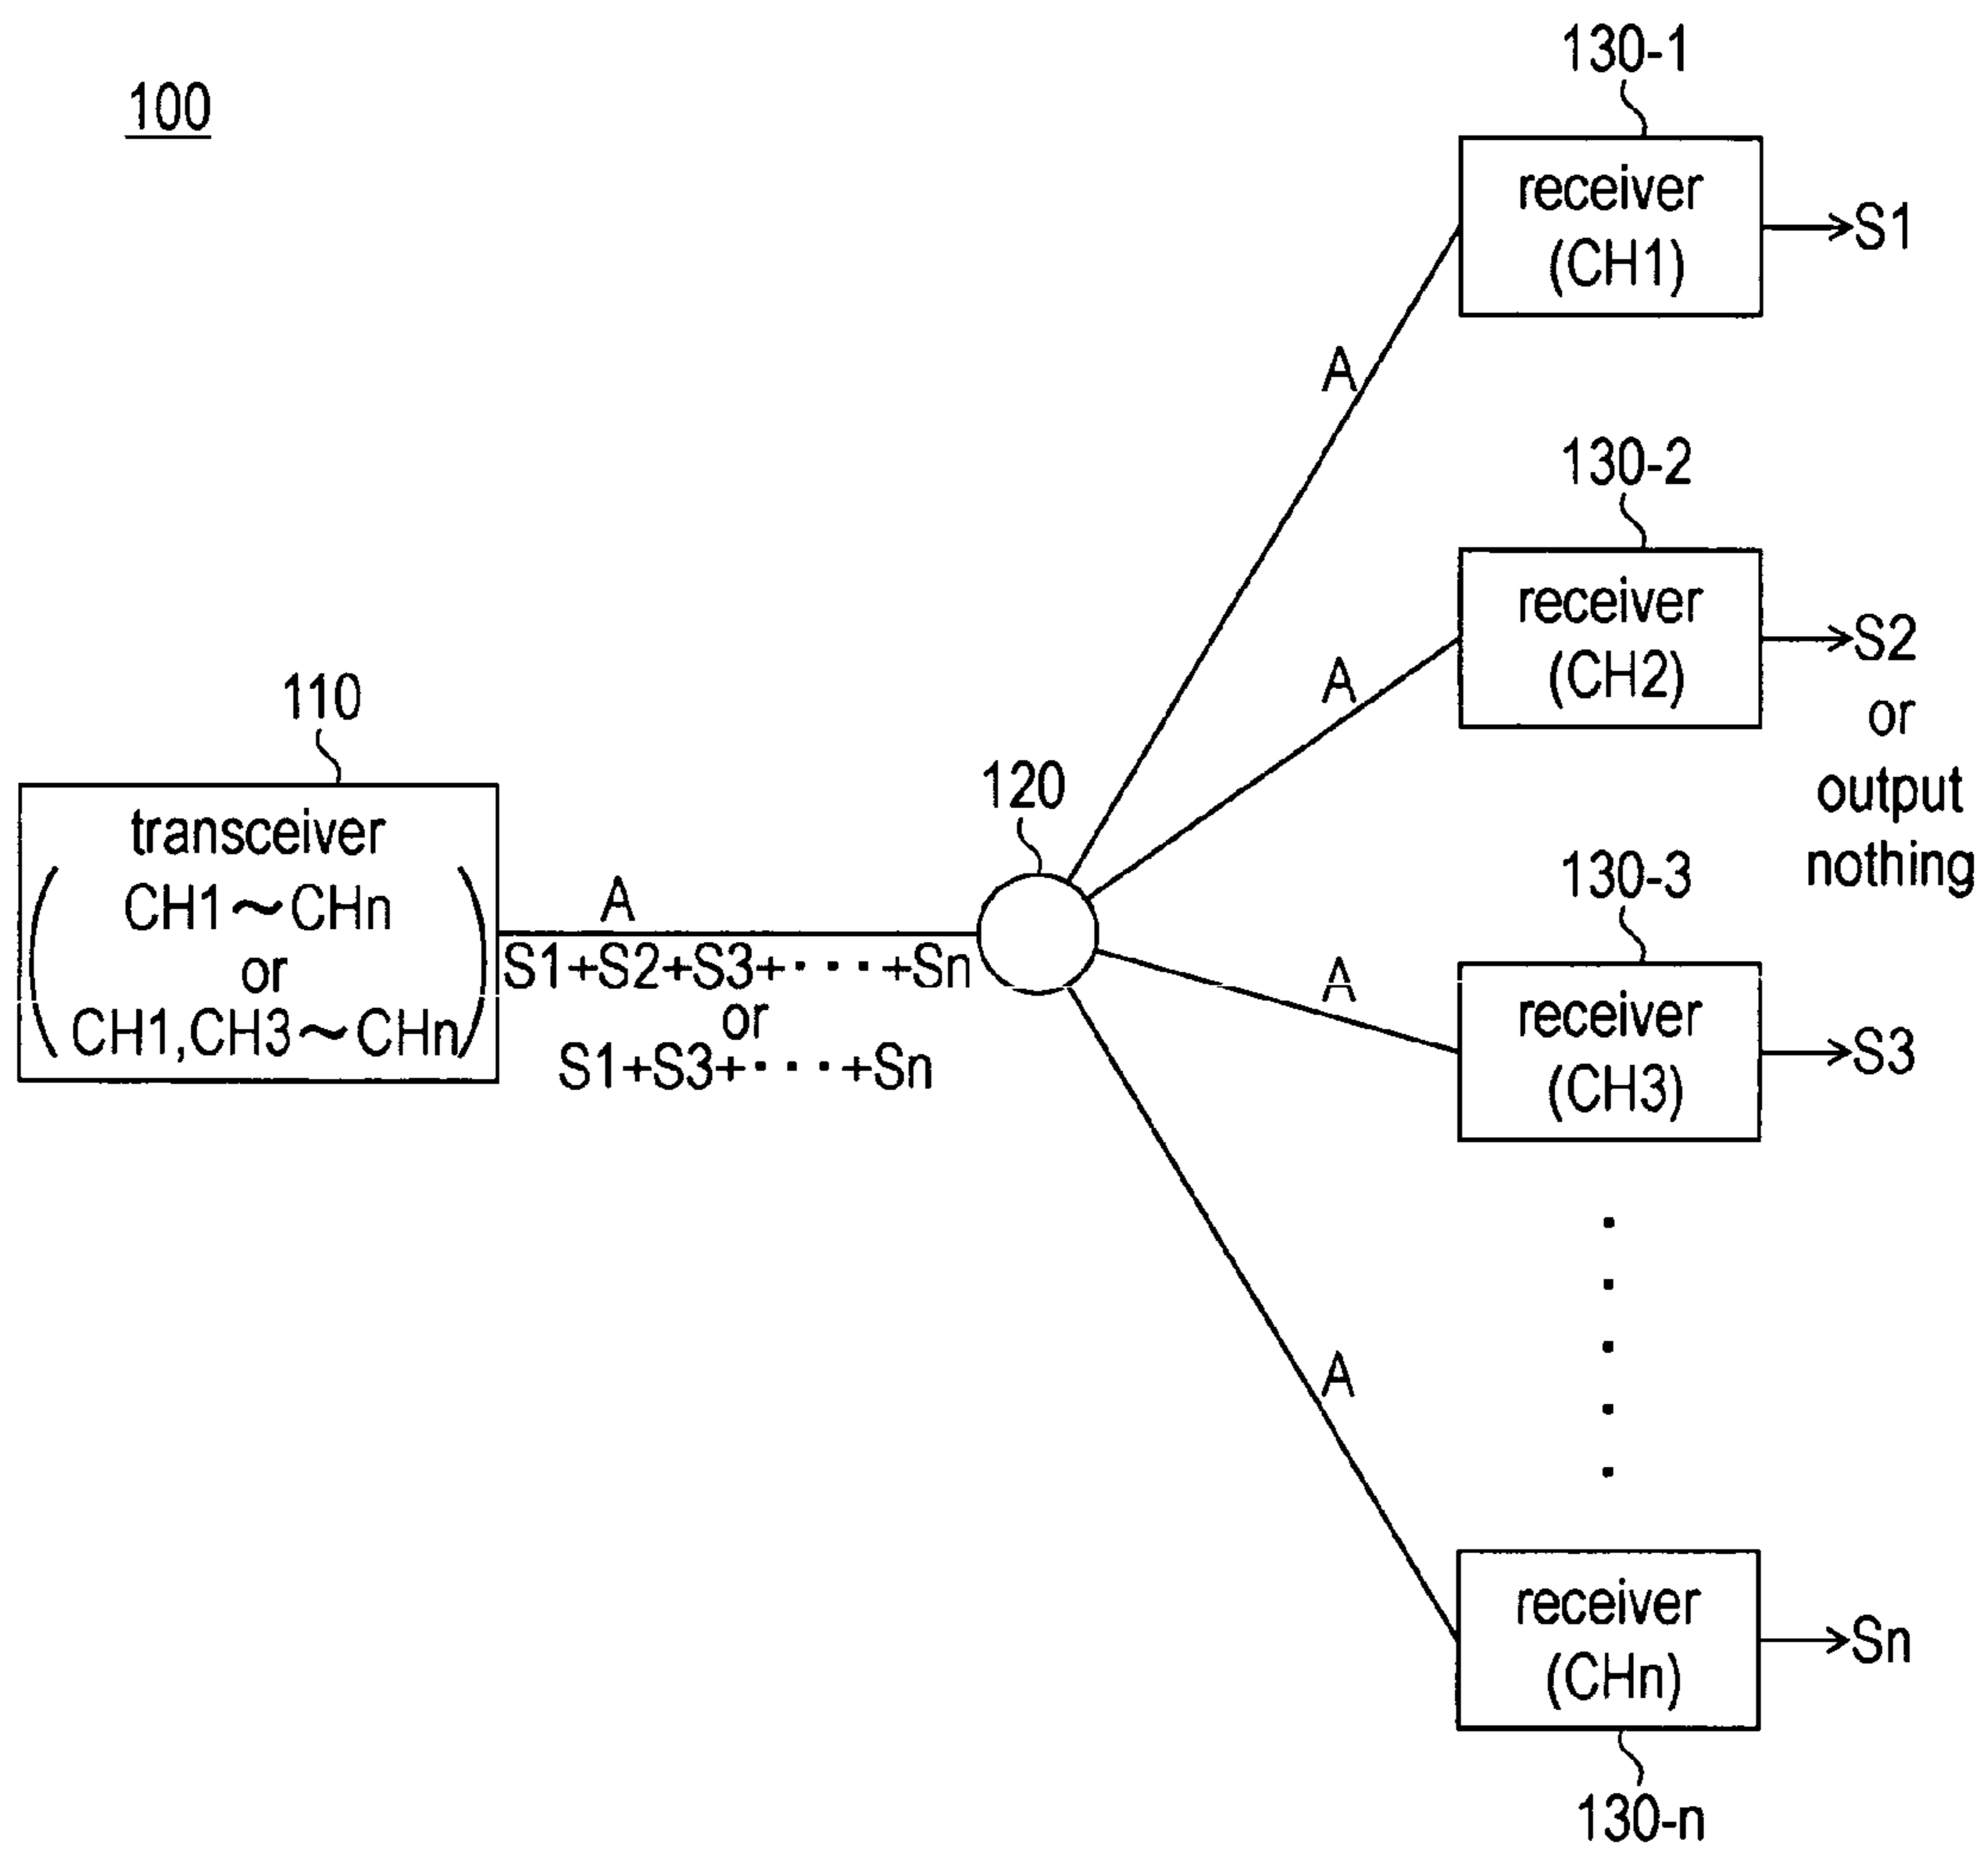 100
130-1
receiver
(CH1)
S1
A
130-2
receiver
(CH2)
S2
or
output
nothing
A
110
transceiver
CH1～CHn
or
CH1,CH3～CHn
A
S1+S2+S3+・・・+Sn
or
S1+S3+・・・+Sn
120
130-3
receiver
(CH3)
S3
A
A
receiver
(CHn)
Sn
130-n